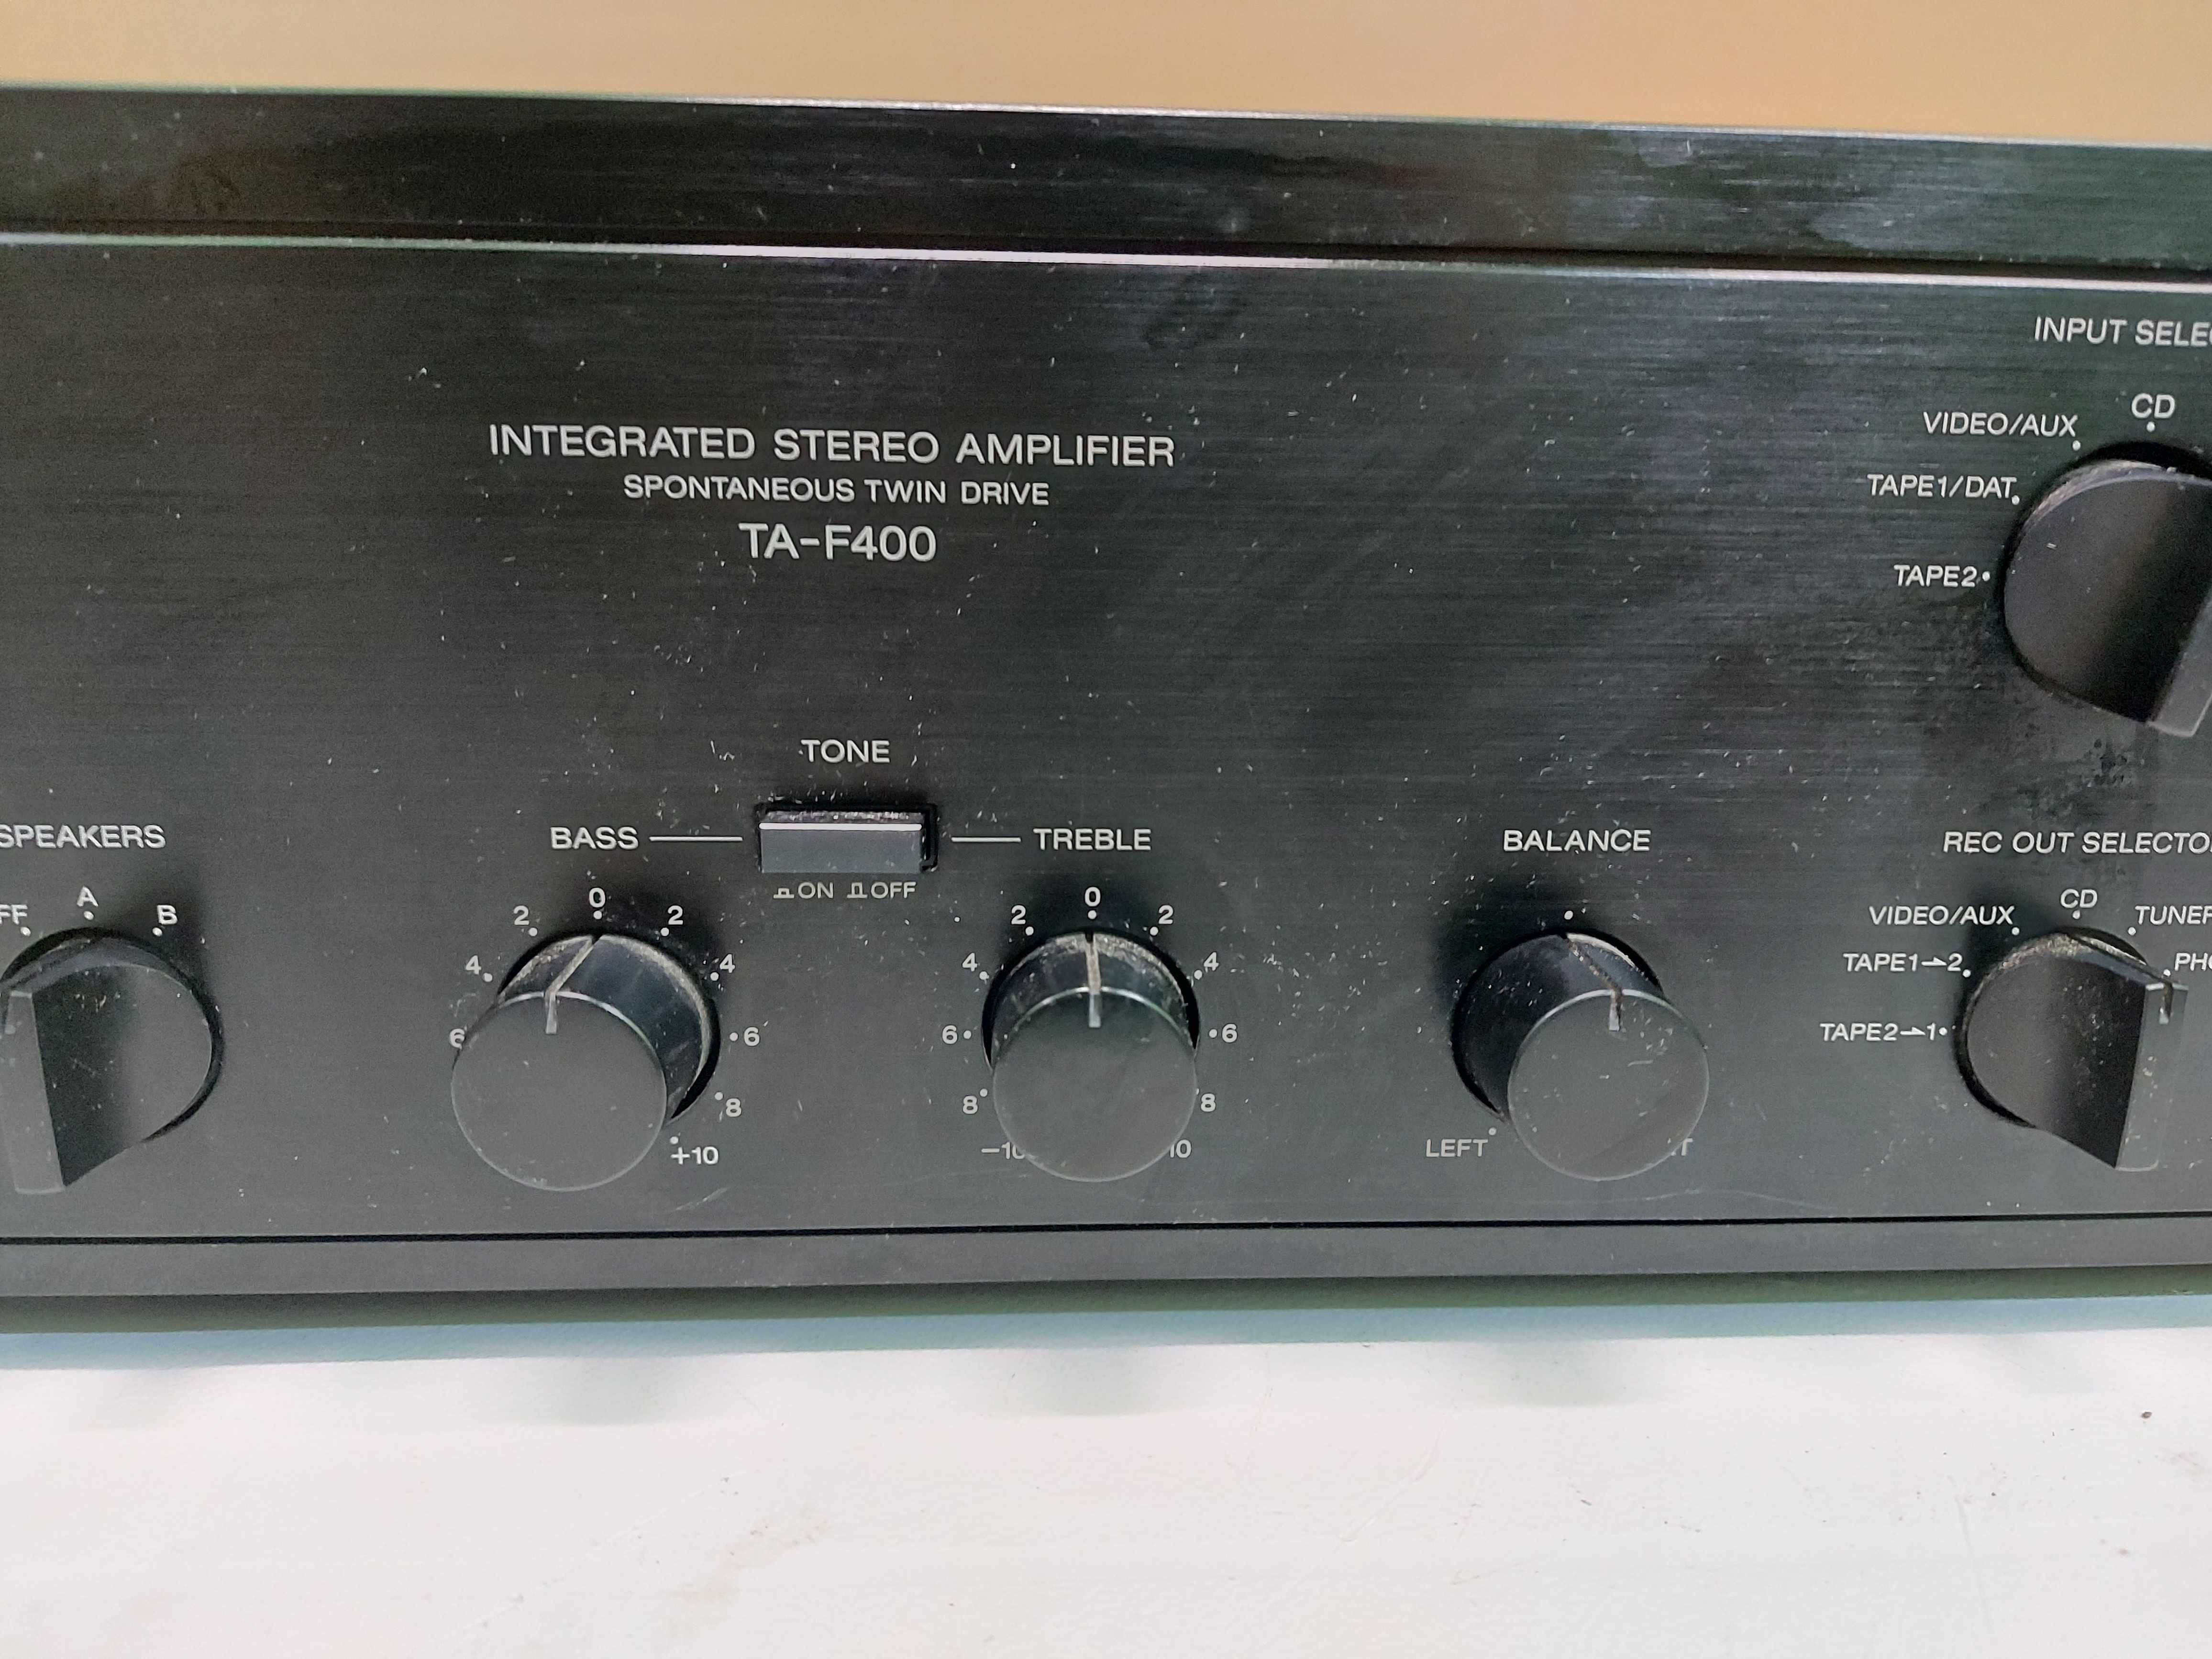 INTEGRATED STEREO AMPLIFIER
SPONTANEOUS TWIN DRIVE
TA-F400
INPUT
CD
VIDEO/AUX
TAPE1/DAT
TAPE2
TONE
SPEAKERS
A
B
BASS
TREBLE
ON OFF
0
2 2
4 4
6 6
8
+10
0
2 2
4 4
6 6
8 8
BALANCE
LEFT
REC OUT
CD
VIDEO/AUX
TUNER
TAPE1→2
TAPE2→1